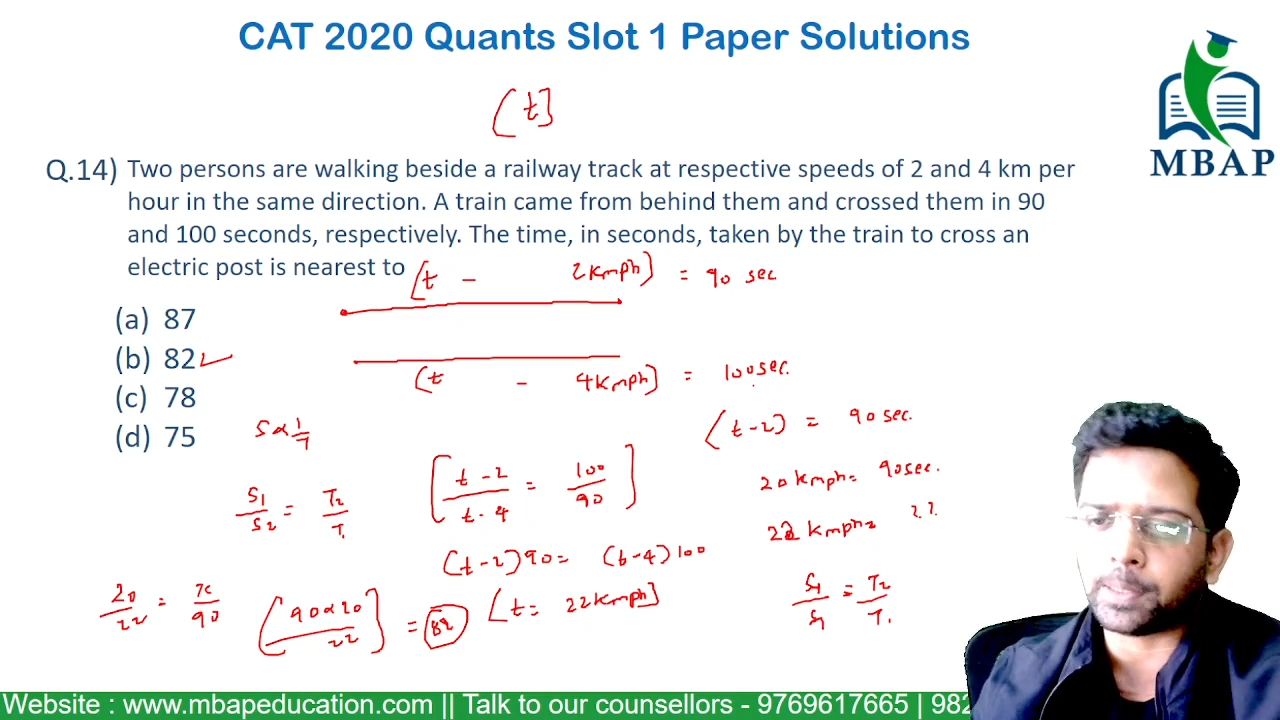 CAT 2020 Quants Slot 1 Paper Solutions
MBAP
(t]
Q.14) Two persons are walking beside a railway track at respective speeds of 2 and 4 km per
hour in the same direction. A train came from behind them and crossed them in 90
and 100 seconds, respectively. The time, in seconds, taken by the train to cross an
electric post is nearest to
[t - 2kmph] = 90 sec
(a) 87
(b) 82 ✓
(c) 78
(d) 75
(t - 4kmph] = 100sec.
(t-2) = 90 sec.
S∝1/T
S1/S2 = T2/T1
[t-2/t-4 = 100/90]
20kmph = 90sec.
22kmph = ??
(t-2)90 = (t-4)100
[t = 22kmph]
S1/S1 = T2/T1
20/22 = T2/90
[90×20/22] = 82
Website : www.mbapeducation.com || Talk to our counsellors - 9769617665 | 982